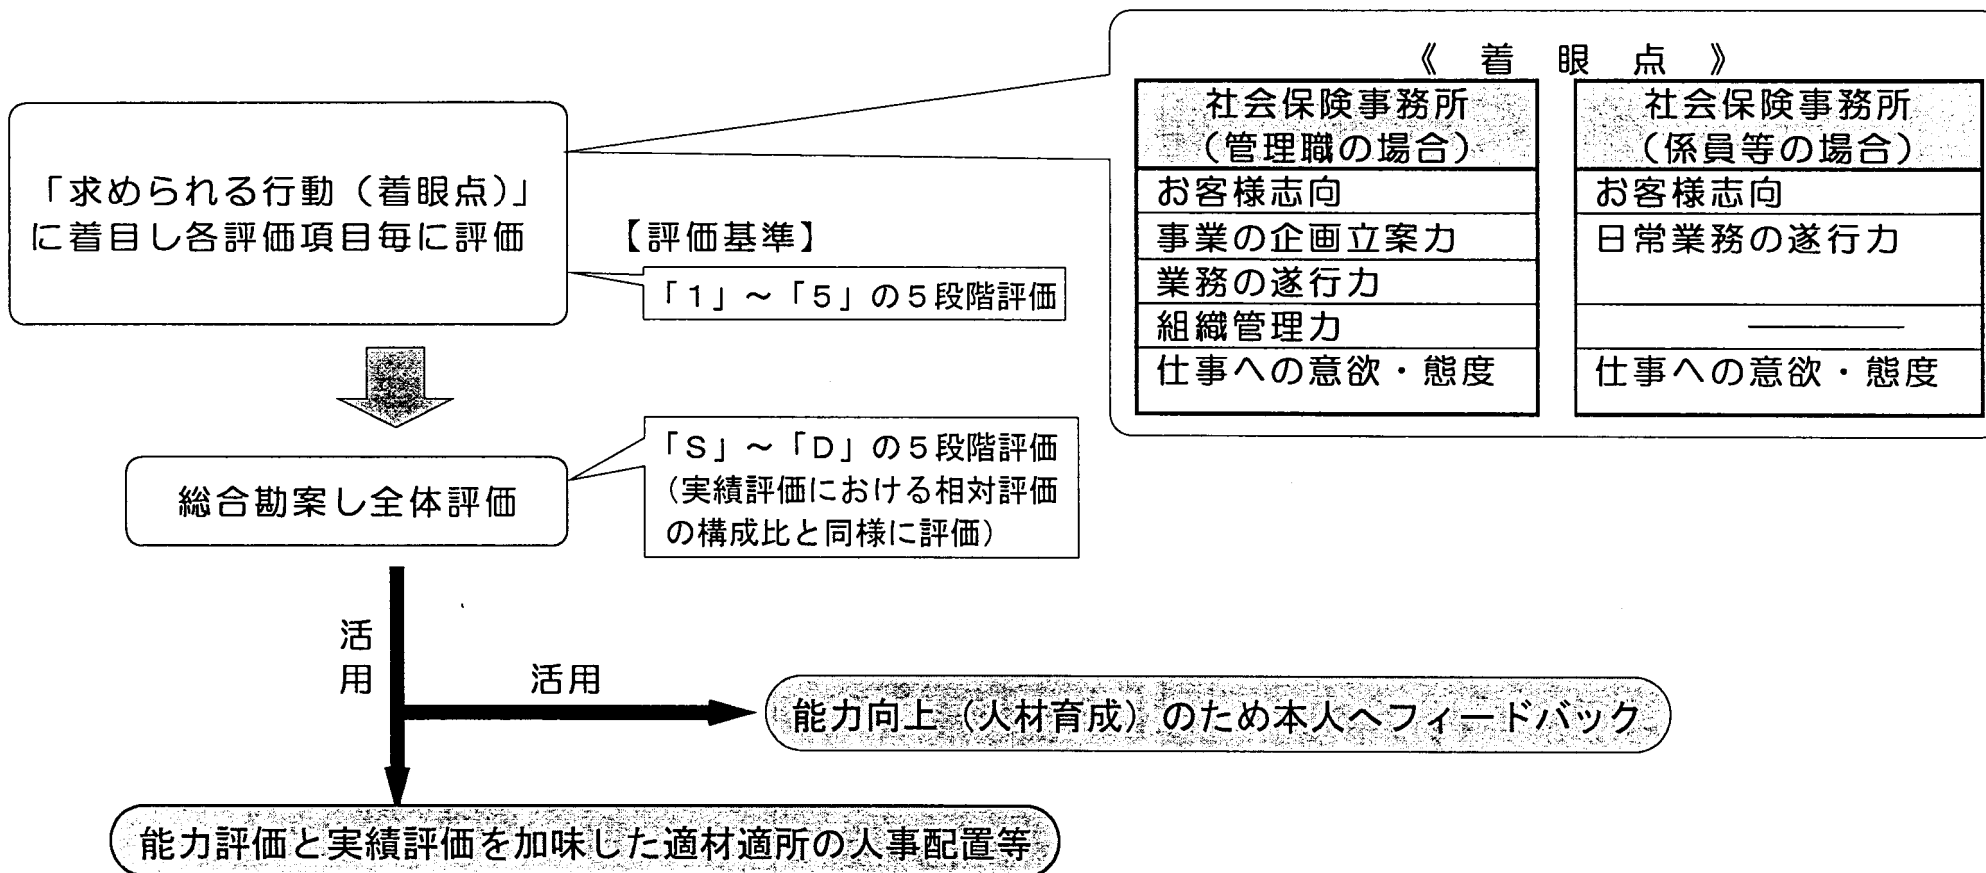 「求められる行動（着眼点）」
に着目し各評価項目毎に評価
【評価基準】
「１」～「５」の５段階評価
《　着　眼　点　》
社会保険事務所
（管理職の場合）
お客様志向
事業の企画立案力
業務の遂行力
組織管理力
仕事への意欲・態度
社会保険事務所
（係員等の場合）
お客様志向
日常業務の遂行力
仕事への意欲・態度
総合勘案し全体評価
「Ｓ」～「Ｄ」の５段階評価
（実績評価における相対評価
の構成比と同様に評価）
活用
活用
能力向上（人材育成）のため本人へフィードバック
能力評価と実績評価を加味した適材適所の人事配置等